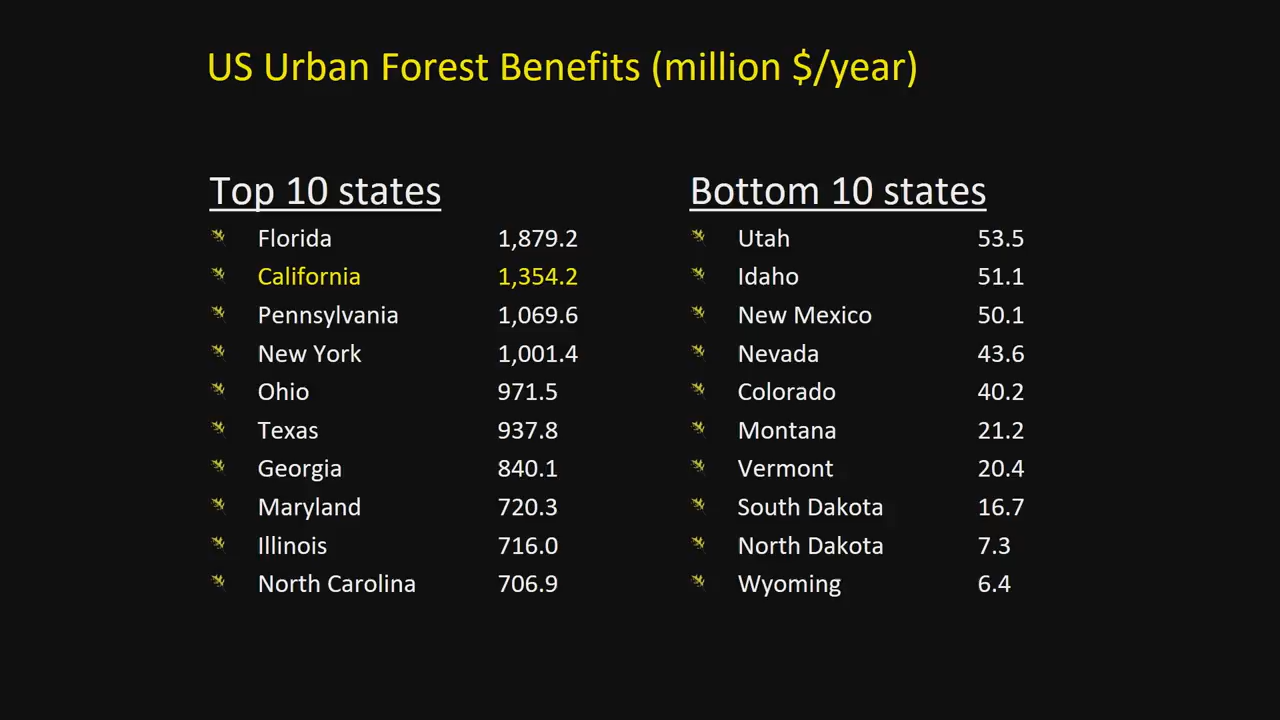 US Urban Forest Benefits (million $/year)
Top 10 states
Florida 1,879.2
California 1,354.2
Pennsylvania 1,069.6
New York 1,001.4
Ohio 971.5
Texas 937.8
Georgia 840.1
Maryland 720.3
Illinois 716.0
North Carolina 706.9
Bottom 10 states
Utah 53.5
Idaho 51.1
New Mexico 50.1
Nevada 43.6
Colorado 40.2
Montana 21.2
Vermont 20.4
South Dakota 16.7
North Dakota 7.3
Wyoming 6.4